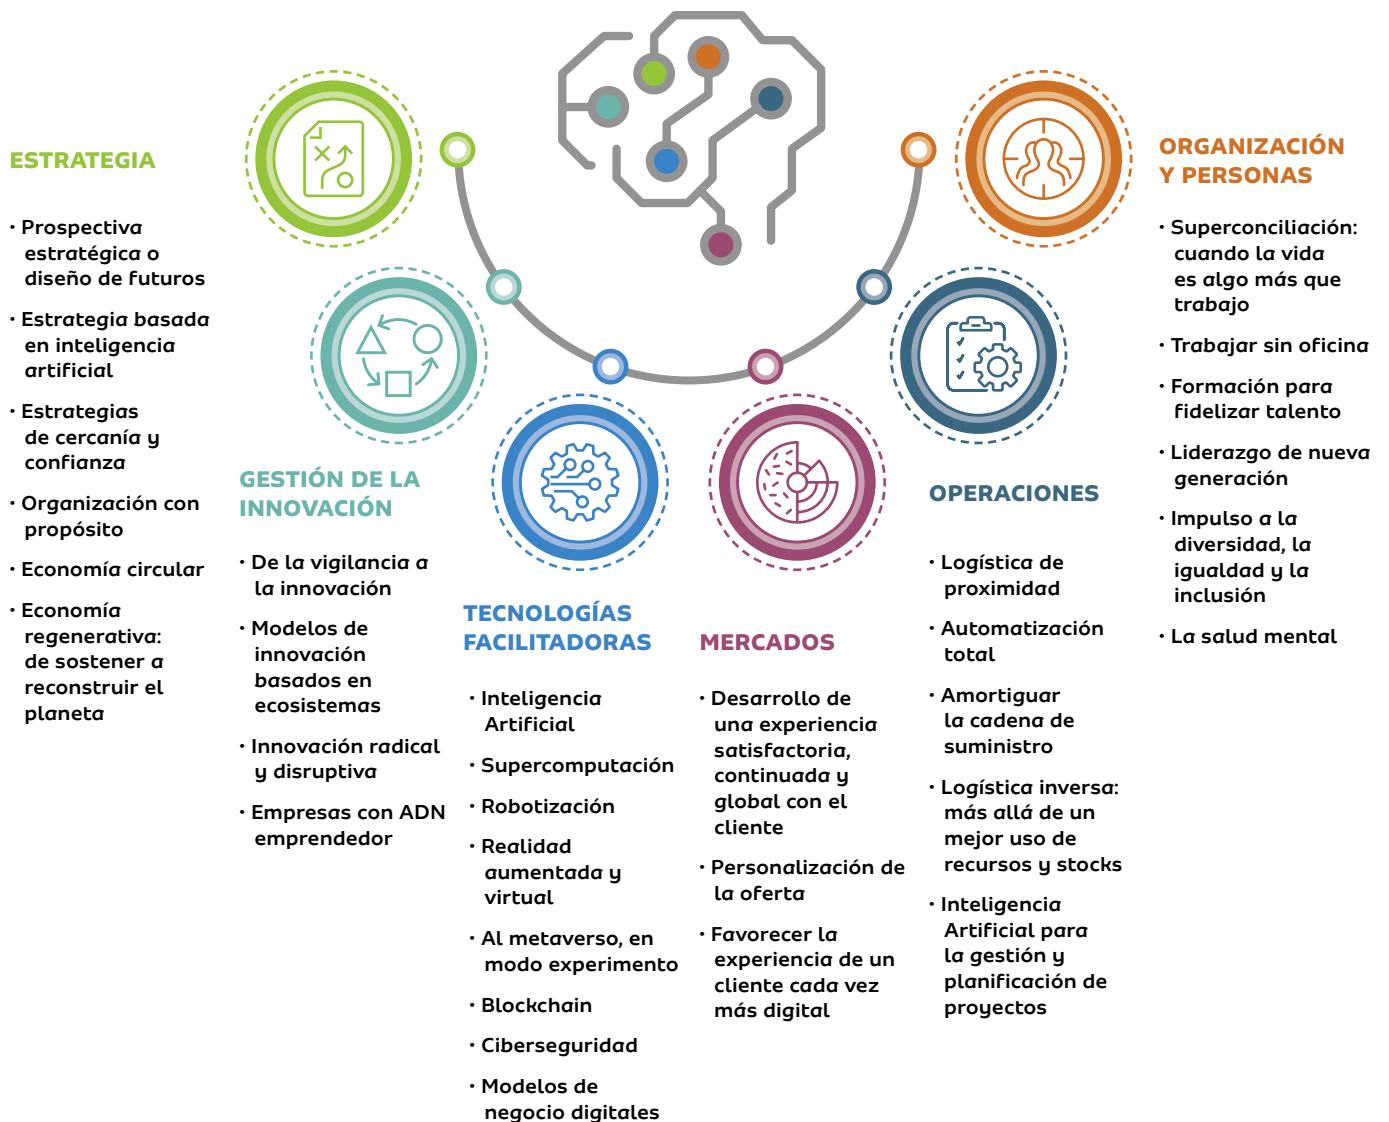 ESTRATEGIA
· Prospectiva
estratégica o
diseño de futuros
· Estrategia basada
en inteligencia
artificial
· Estrategias
de cercanía y
confianza
· Organización con
propósito
· Economía circular
· Economía
regenerativa:
de sostener a
reconstruir el
planeta
GESTIÓN DE LA
INNOVACIÓN
· De la vigilancia a
la innovación
· Modelos de
innovación
basados en
ecosistemas
· Innovación radical
y disruptiva
· Empresas con ADN
emprendedor
TECNOLOGÍAS
FACILITADORAS
· Inteligencia
Artificial
· Supercomputación
· Robotización
· Realidad
aumentada y
virtual
· Al metaverso, en
modo experimento
· Blockchain
· Ciberseguridad
· Modelos de
negocio digitales
MERCADOS
· Desarrollo de
una experiencia
satisfactoria,
continuada y
global con el
cliente
· Personalización de
la oferta
· Favorecer la
experiencia de un
cliente cada vez
más digital
OPERACIONES
· Logística de
proximidad
· Automatización
total
· Amortiguar
la cadena de
suministro
· Logística inversa:
más allá de un
mejor uso de
recursos y stocks
· Inteligencia
Artificial para
la gestión y
planificación de
proyectos
ORGANIZACIÓN
Y PERSONAS
· Superconciliación:
cuando la vida
es algo más que
trabajo
· Trabajar sin oficina
· Formación para
fidelizar talento
· Liderazgo de nueva
generación
· Impulso a la
diversidad, la
igualdad y la
inclusión
· La salud mental